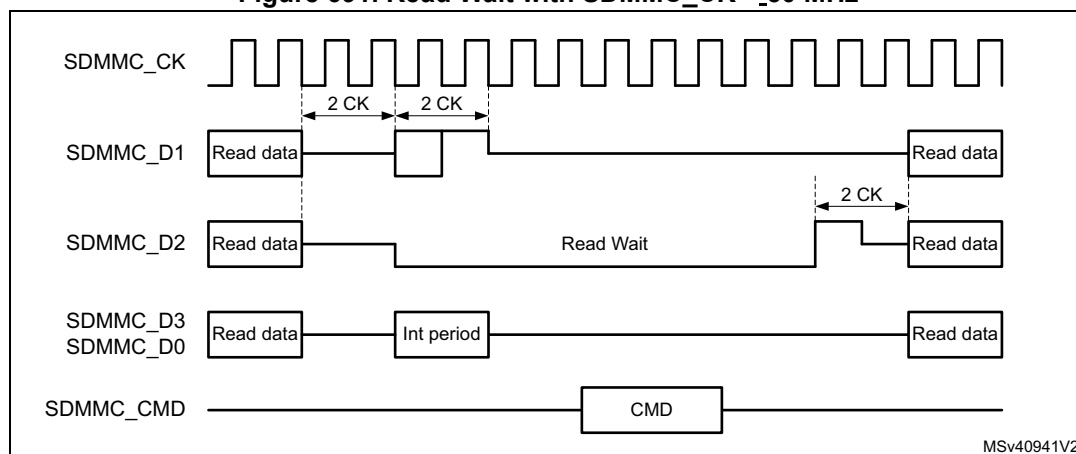 SDMMC_CK
2 CK 2 CK
SDMMC_D1 Read data Read data
2 CK
SDMMC_D2 Read data Read Wait Read data
SDMMC_D3
SDMMC_D0 Read data Int period Read data
SDMMC_CMD CMD
MSv40941V2